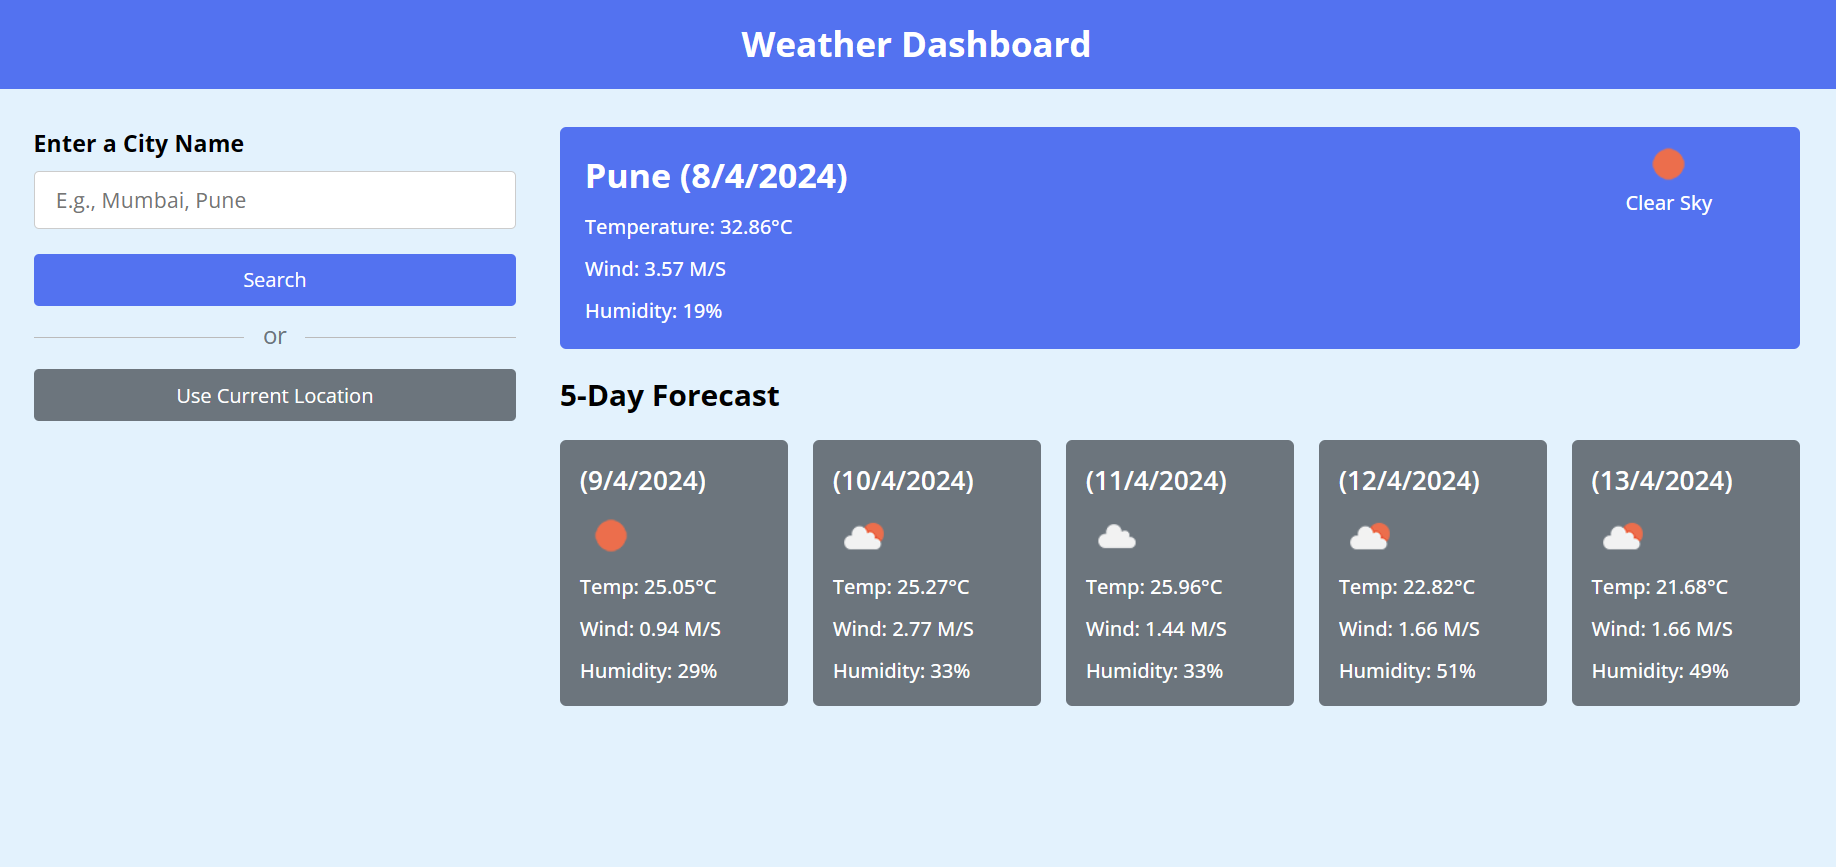 Weather Dashboard
Enter a City Name
E.g., Mumbai, Pune
Search
or
Use Current Location
Pune (8/4/2024)
Temperature: 32.86°C
Wind: 3.57 M/S
Humidity: 19%
Clear Sky
5-Day Forecast
(9/4/2024)
Temp: 25.05°C
Wind: 0.94 M/S
Humidity: 29%
(10/4/2024)
Temp: 25.27°C
Wind: 2.77 M/S
Humidity: 33%
(11/4/2024)
Temp: 25.96°C
Wind: 1.44 M/S
Humidity: 33%
(12/4/2024)
Temp: 22.82°C
Wind: 1.66 M/S
Humidity: 51%
(13/4/2024)
Temp: 21.68°C
Wind: 1.66 M/S
Humidity: 49%